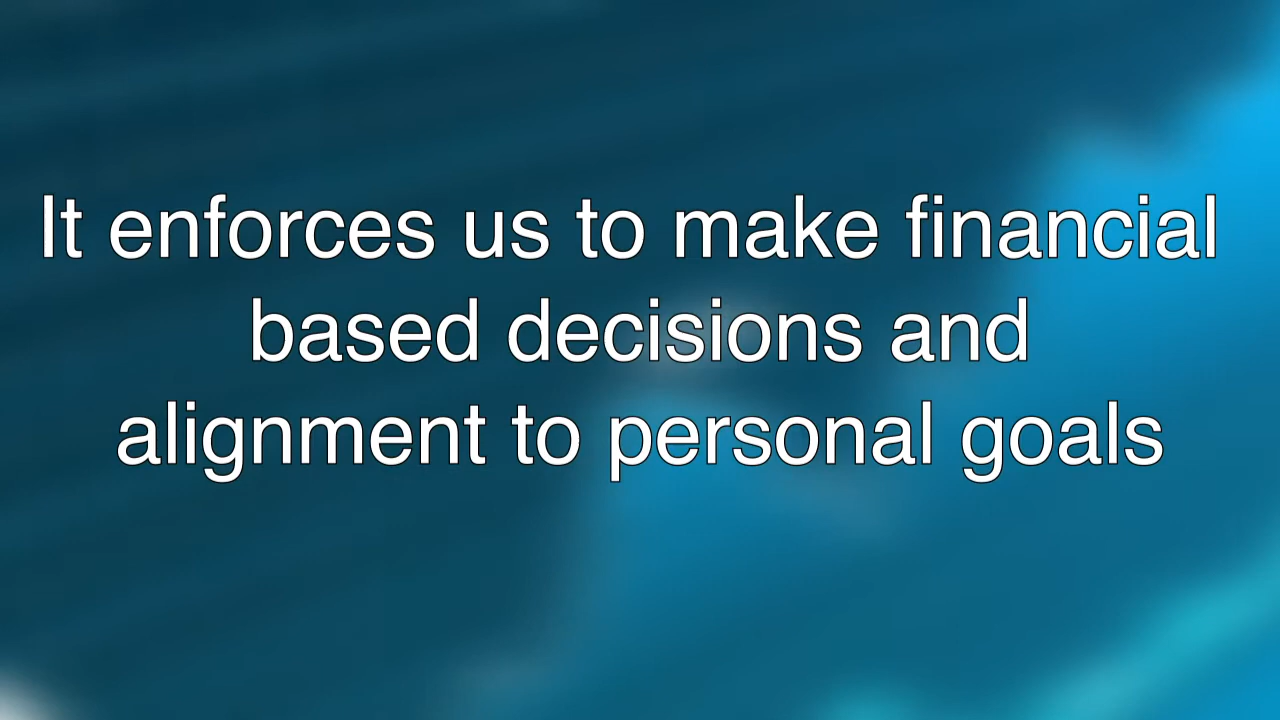 It enforces us to make financial
based decisions and
alignment to personal goals